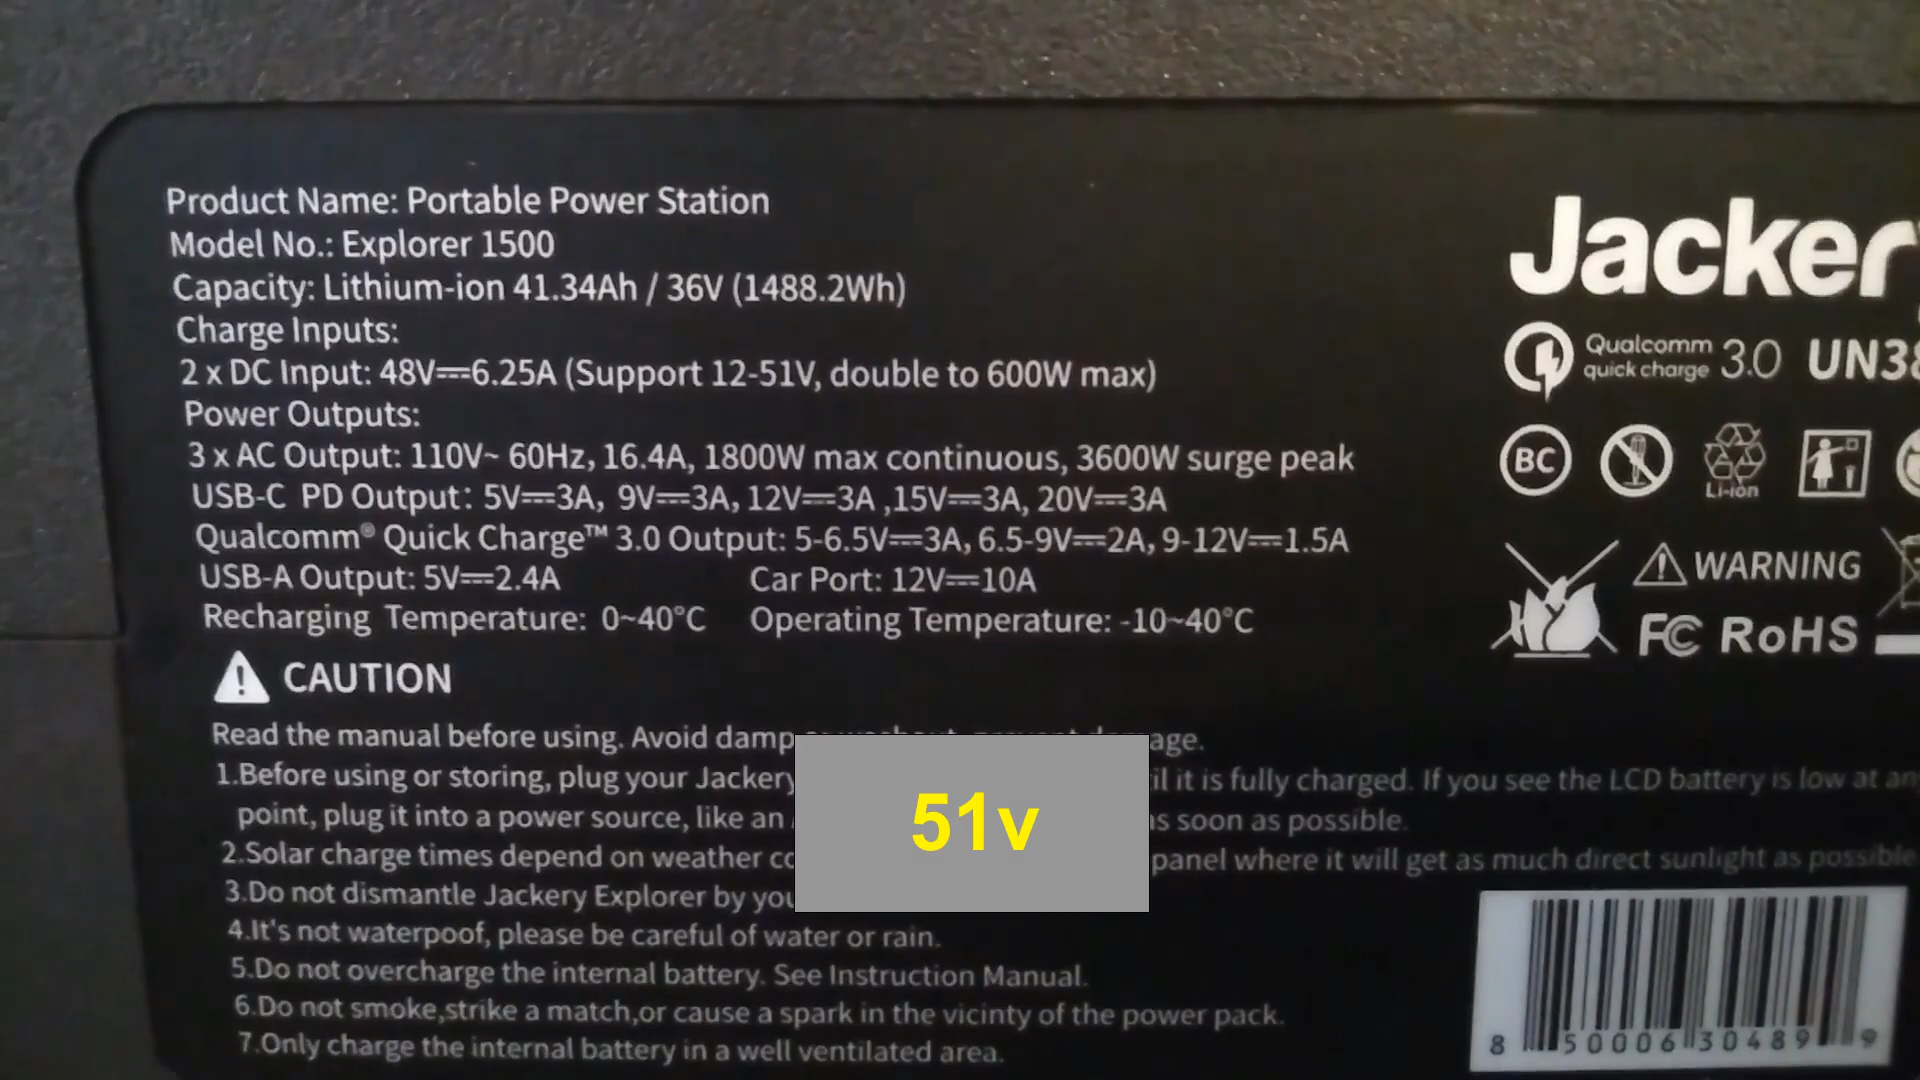 Product Name: Portable Power Station
Model No.: Explorer 1500
Capacity: Lithium-ion 41.34Ah / 36V (1488.2Wh)
Charge Inputs:
2 x DC Input: 48V⎓6.25A (Support 12-51V, double to 600W max)
Power Outputs:
3 x AC Output: 110V~ 60Hz, 16.4A, 1800W max continuous, 3600W surge peak
USB-C PD Output: 5V⎓3A, 9V⎓3A, 12V⎓3A ,15V⎓3A, 20V⎓3A
Qualcomm® Quick Charge™ 3.0 Output: 5-6.5V⎓3A, 6.5-9V⎓2A, 9-12V⎓1.5A
USB-A Output: 5V⎓2.4A Car Port: 12V⎓10A
Recharging Temperature: 0~40°C Operating Temperature: -10~40°C
CAUTION
Read the manual before using. Avoid damp
1.Before using or storing, plug your Jackery it is fully charged. If you see the LCD battery is low at
point, plug it into a power source, like an as soon as possible.
2.Solar charge times depend on weather panel where it will get as much direct sunlight as possible
3.Do not dismantle Jackery Explorer by
4.It's not waterpoof, please be careful of water or rain.
5.Do not overcharge the internal battery. See Instruction Manual.
6.Do not smoke,strike a match,or cause a spark in the vicinty of the power pack.
7.Only charge the internal battery in a well ventilated area.
51v
Jackery
Qualcomm
quick charge 3.0 UN38
BC
Li-ion
WARNING
FC RoHS
8 50006 30489 9